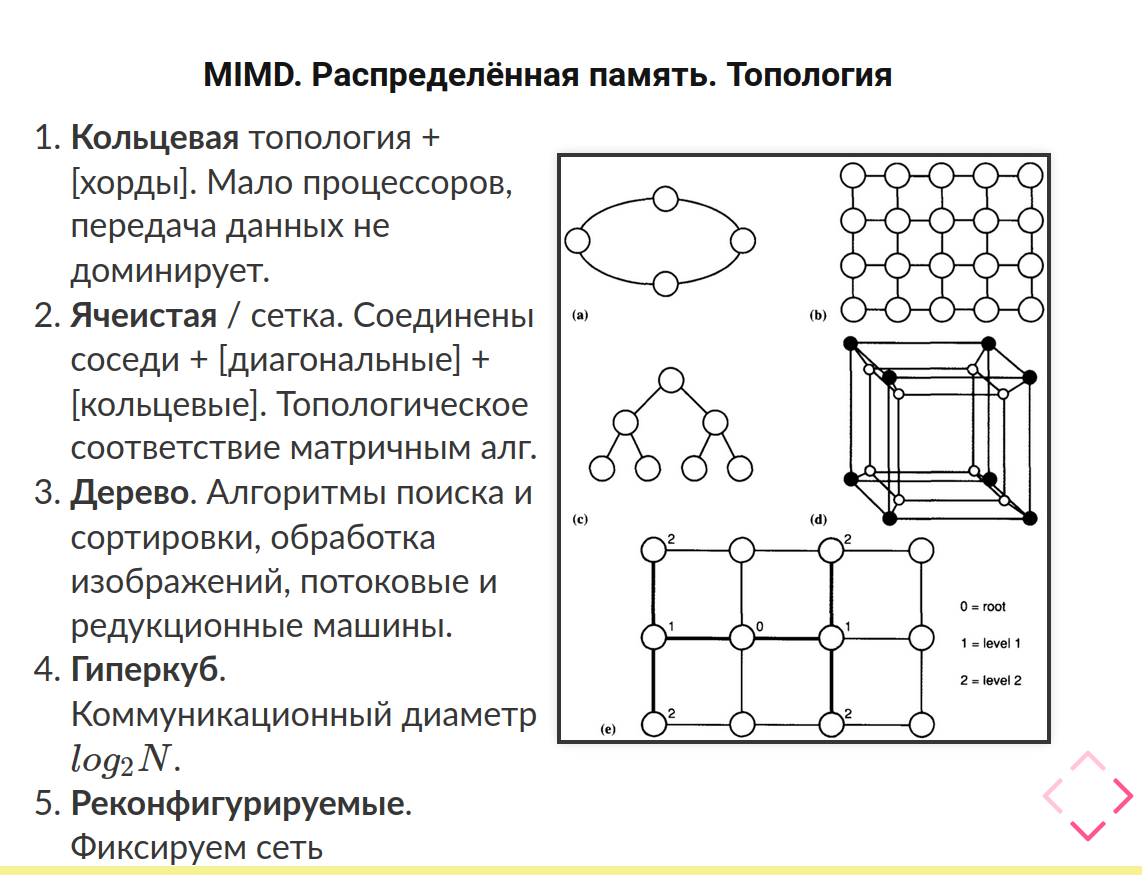 MIMD. Распределённая память. Топология
1. Кольцевая топология +
[хорды]. Мало процессоров,
передача данных не
доминирует.
2. Ячеистая / сетка. Соединены
соседи + [диагональные] +
[кольцевые]. Топологическое
соответствие матричным алг.
3. Дерево. Алгоритмы поиска и
сортировки, обработка
изображений, потоковые и
редукционные машины.
4. Гиперкуб.
Коммуникационный диаметр
log₂N.
5. Реконфигурируемые.
Фиксируем сеть
(a)
(b)
(c)
(d)
2
2
1
0
1
2
2
(e)
0 = root
1 = level 1
2 = level 2